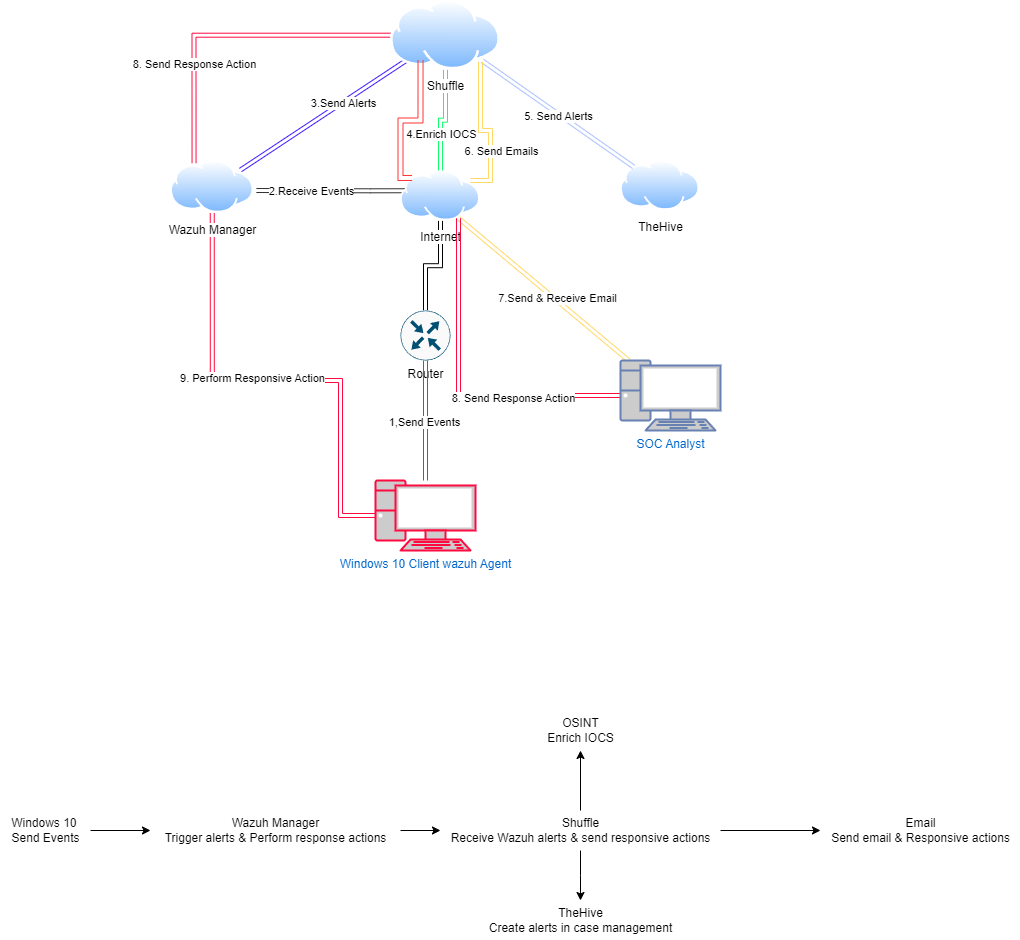 8. Send Response Action
Shuffle
3.Send Alerts
5. Send Alerts
4.Enrich IOCS
6. Send Emails
2.Receive Events
Wazuh Manager
Internet
TheHive
7.Send & Receive Email
Router
9. Perform Responsive Action
8. Send Response Action
1,Send Events
SOC Analyst
Windows 10 Client wazuh Agent
OSINT
Enrich IOCS
Windows 10
Send Events
Wazuh Manager
Trigger alerts & Perform response actions
Shuffle
Receive Wazuh alerts & send responsive actions
Email
Send email & Responsive actions
TheHive
Create alerts in case management